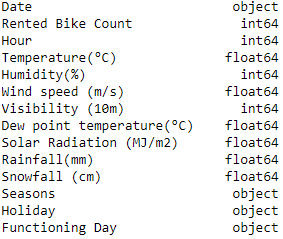 Date object
Rented Bike Count int64
Hour int64
Temperature(°C) float64
Humidity(%) int64
Wind speed (m/s) float64
Visibility (10m) int64
Dew point temperature(°C) float64
Solar Radiation (MJ/m2) float64
Rainfall(mm) float64
Snowfall (cm) float64
Seasons object
Holiday object
Functioning Day object